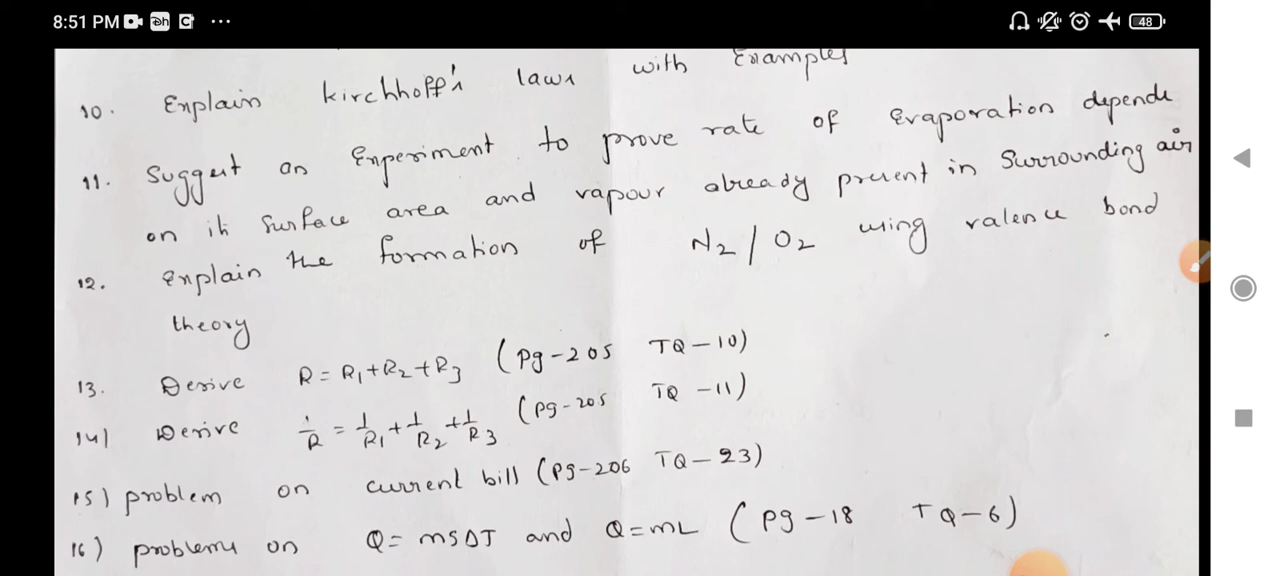 8:51 PM ...
48
10. Explain Kirchhoff's laws with Examples
11. Suggest an Experiment to prove rate of Evaporation depends
on its surface area and vapour already present in surrounding air
12. Explain the formation of N₂/O₂ using valence bond
theory
13. Derive R = R₁+R₂+R₃ (Pg-205 TQ-10)
14) Derive 1/R = 1/R₁ + 1/R₂ + 1/R₃ (Pg-205 TQ-11)
15) problem on current bill (Pg-206 TQ-23)
16) problems on Q = msΔT and Q=mL (Pg-18 TQ-6)